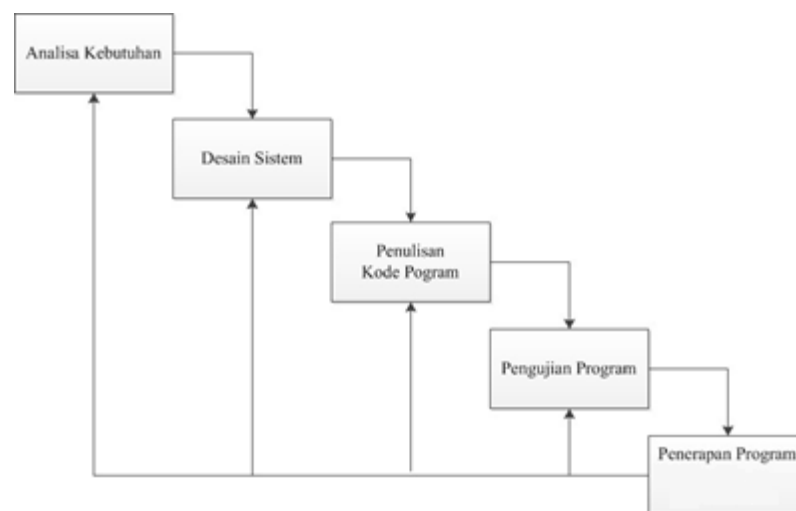 Analisa Kebutuhan
Desain Sistem
Penulisan
Kode Pogram
Pengujian Program
Penerapan Program